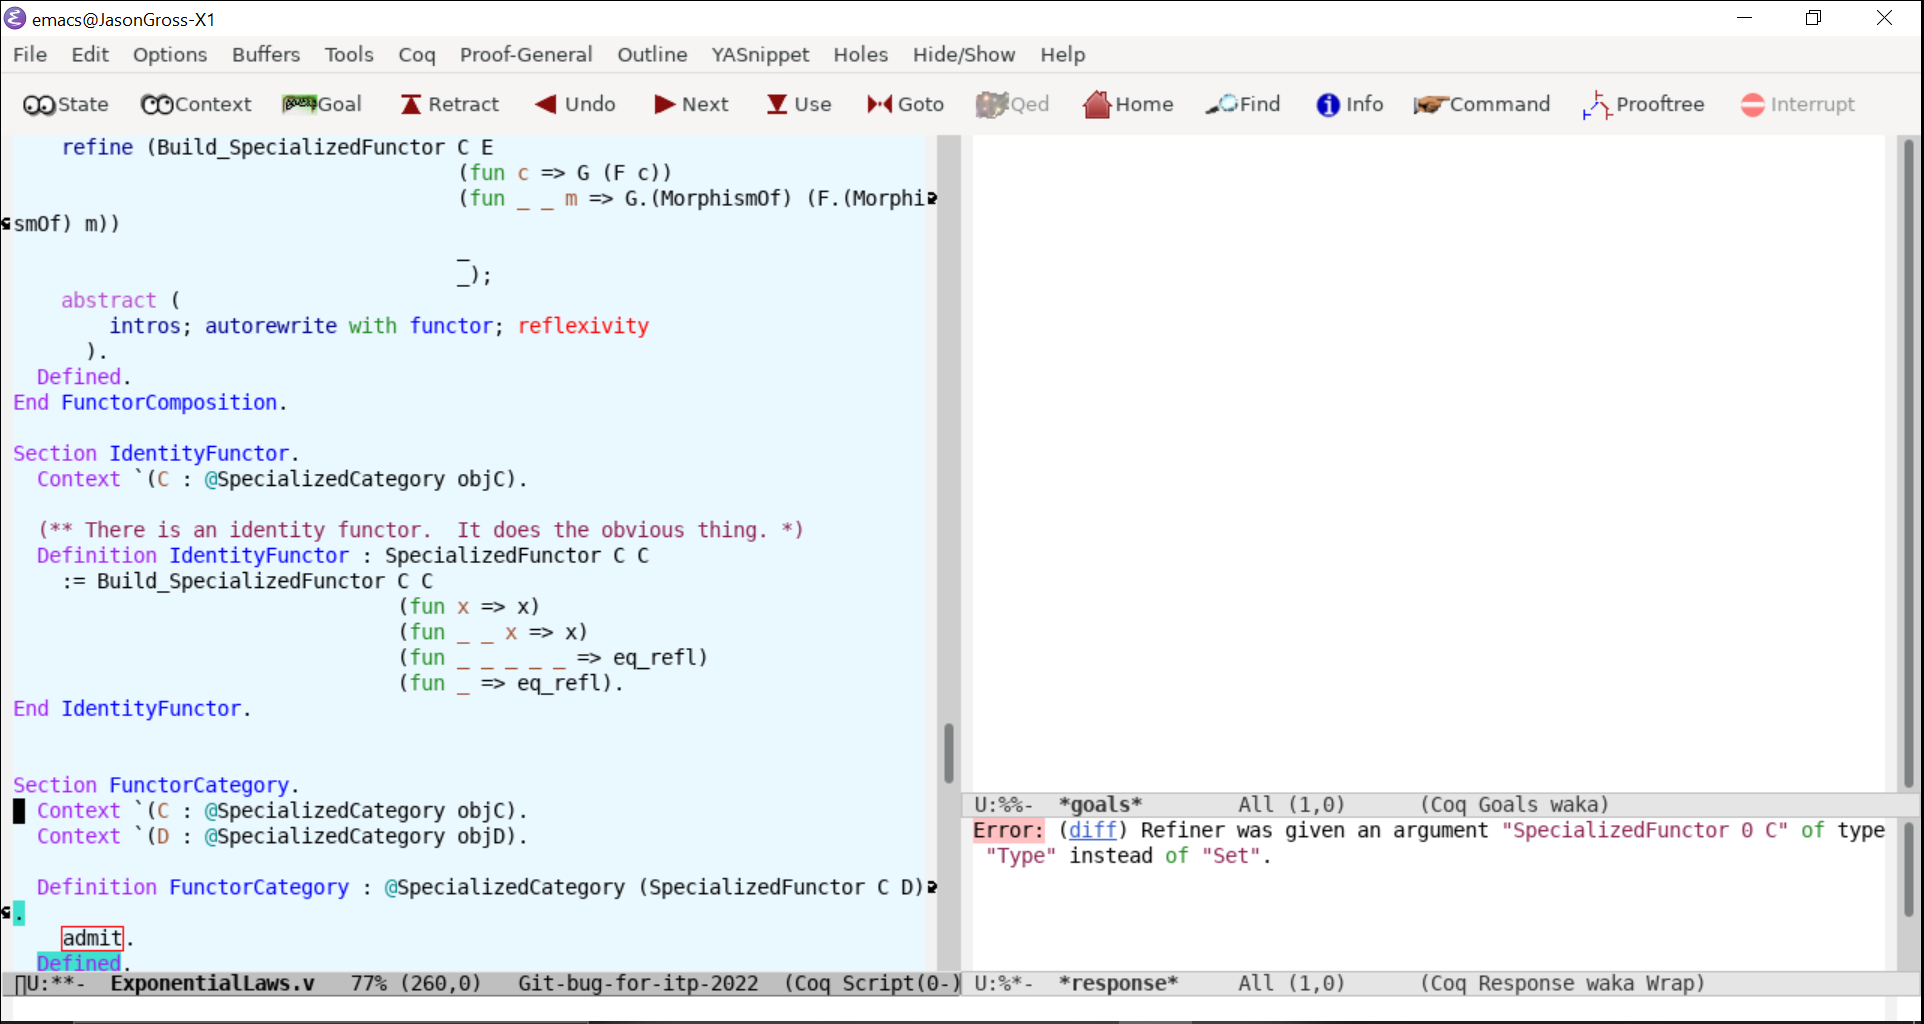 emacs@JasonGross-X1
File Edit Options Buffers Tools Coq Proof-General Outline YASnippet Holes Hide/Show Help
State Context Goal Retract Undo Next Use Goto Qed Home Find Info Command Prooftree Interrupt
refine (Build_SpecializedFunctor C E
(fun c => G (F c))
(fun _ _ m => G.(MorphismOf) (F.(Morphi
smOf) m))
_
_);
abstract (
intros; autorewrite with functor; reflexivity
).
Defined.
End FunctorComposition.
Section IdentityFunctor.
Context `(C : @SpecializedCategory objC).
(** There is an identity functor.  It does the obvious thing. *)
Definition IdentityFunctor : SpecializedFunctor C C
:= Build_SpecializedFunctor C C
(fun x => x)
(fun _ _ x => x)
(fun _ _ _ _ _ => eq_refl)
(fun _ => eq_refl).
End IdentityFunctor.
Section FunctorCategory.
Context `(C : @SpecializedCategory objC).
Context `(D : @SpecializedCategory objD).
Definition FunctorCategory : @SpecializedCategory (SpecializedFunctor C D)
.
admit.
Defined.
U:**-  ExponentialLaws.v   77% (260,0)   Git-bug-for-itp-2022  (Coq Script(0-)
U:%%-  *goals*        All (1,0)      (Coq Goals waka)
Error: (diff) Refiner was given an argument "SpecializedFunctor 0 C" of type
"Type" instead of "Set".
U:%*-  *response*     All (1,0)      (Coq Response waka Wrap)